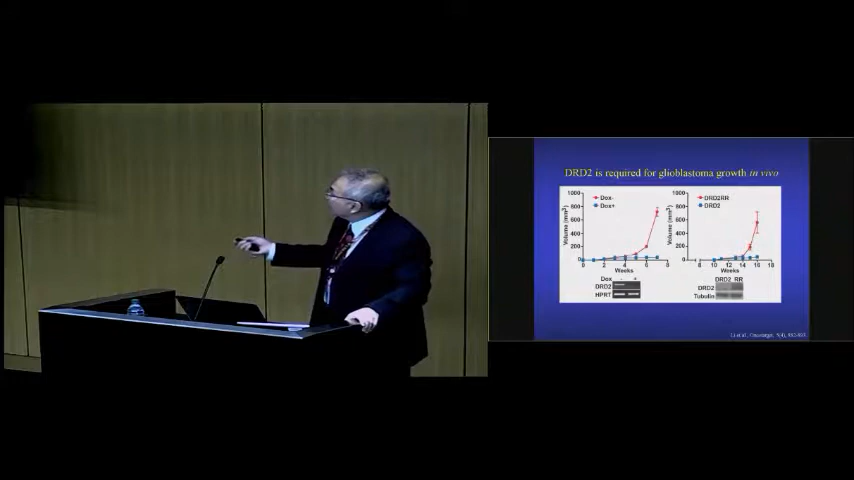 DRD2 is required for glioblastoma growth in vivo
1000
800
600
400
200
0
Volume (mm3)
Dox-
Dox+
0 2 4 6 8
Weeks
Dox - +
DRD2
HPRT
1000
800
600
400
200
0
Volume (mm3)
DRD2RR
DRD2
8 10 12 14 16 18
Weeks
DRD2 RR
DRD2
Tubulin